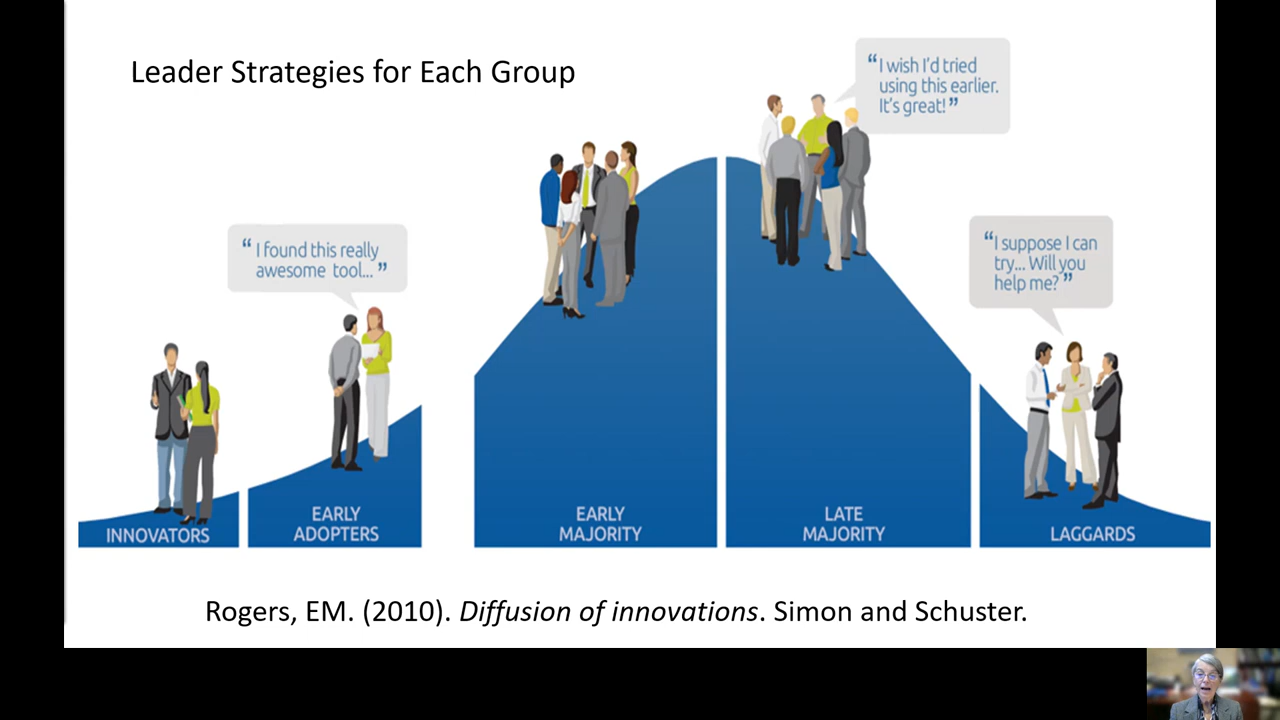 Leader Strategies for Each Group
“I wish I’d tried
using this earlier.
It’s great!”
“I found this really
awesome tool...”
“I suppose I can
try... Will you
help me?”
INNOVATORS
EARLY
ADOPTERS
EARLY
MAJORITY
LATE
MAJORITY
LAGGARDS
Rogers, EM. (2010). Diffusion of innovations. Simon and Schuster.